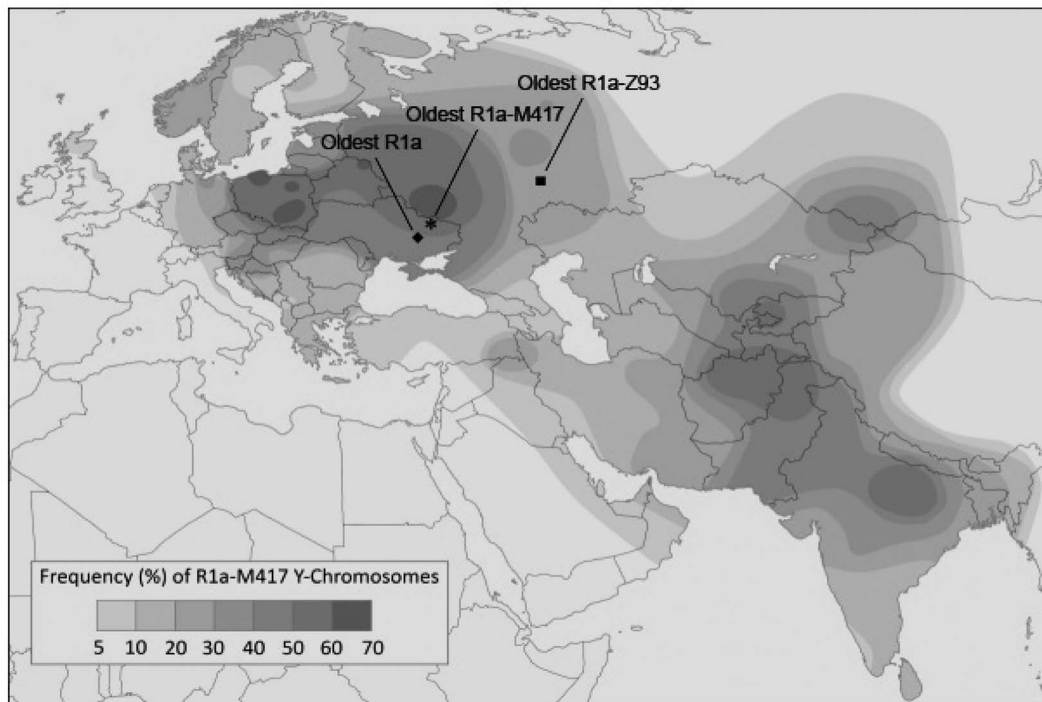 Oldest R1a-Z93
Oldest R1a-M417
Oldest R1a
Frequency (%) of R1a-M417 Y-Chromosomes
5 10 20 30 40 50 60 70